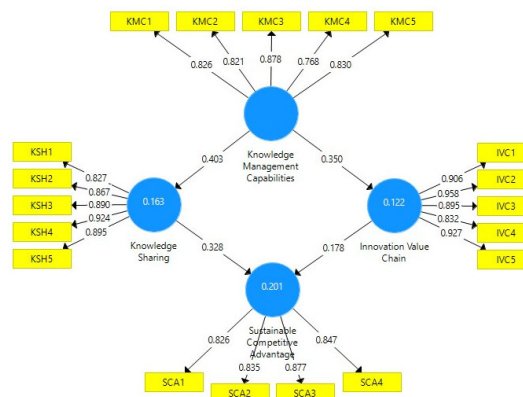 KMC1 KMC2 KMC3 KMC4 KMC5
0.826 0.821 0.878 0.768 0.830
Knowledge
Management
Capabilities
0.403 0.350
KSH1
KSH2
KSH3
KSH4
KSH5
0.827
0.867
0.890
0.924
0.895
0.163
Knowledge
Sharing
0.122
Innovation Value
Chain
0.906
0.958
0.895
0.832
0.927
IVC1
IVC2
IVC3
IVC4
IVC5
0.328 0.178
0.201
Sustainable
Competitive
Advantage
0.826 0.835 0.877 0.847
SCA1 SCA2 SCA3 SCA4